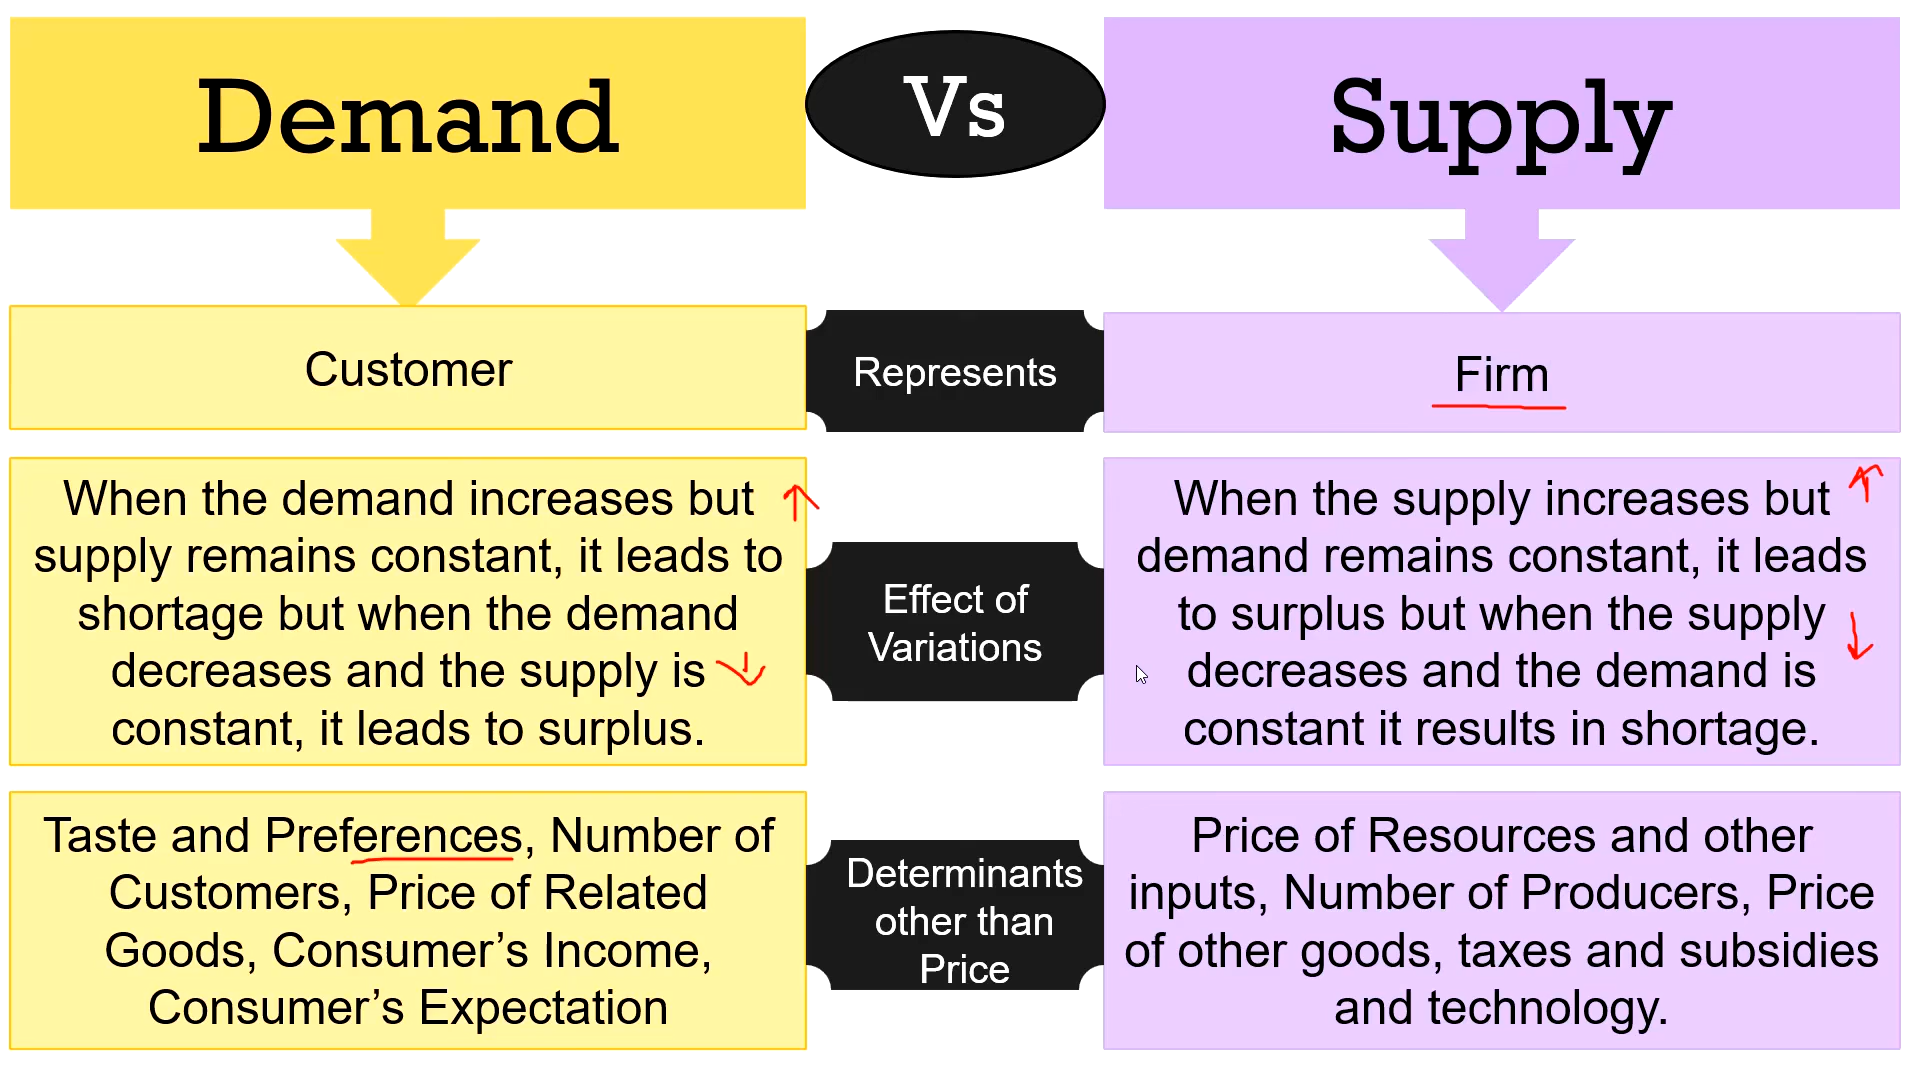 Demand
Vs
Supply
Customer
Represents
Firm
When the demand increases but
supply remains constant, it leads to
shortage but when the demand
decreases and the supply is
constant, it leads to surplus.
Effect of
Variations
When the supply increases but
demand remains constant, it leads
to surplus but when the supply
decreases and the demand is
constant it results in shortage.
Taste and Preferences, Number of
Customers, Price of Related
Goods, Consumer’s Income,
Consumer’s Expectation
Determinants
other than
Price
Price of Resources and other
inputs, Number of Producers, Price
of other goods, taxes and subsidies
and technology.